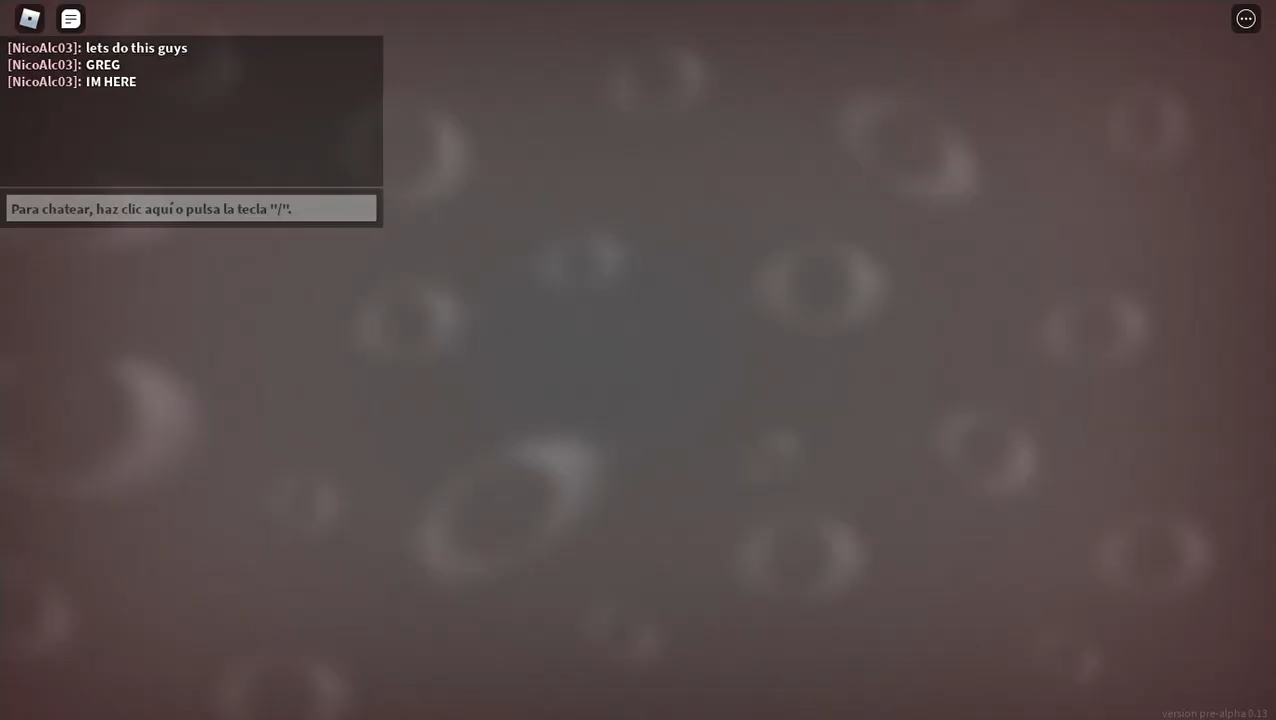 [NicoAlc03]: lets do this guys
[NicoAlc03]: GREG
[NicoAlc03]: IM HERE
Para chatear, haz clic aquí o pulsa la tecla "/".
version pre-alpha 0.13